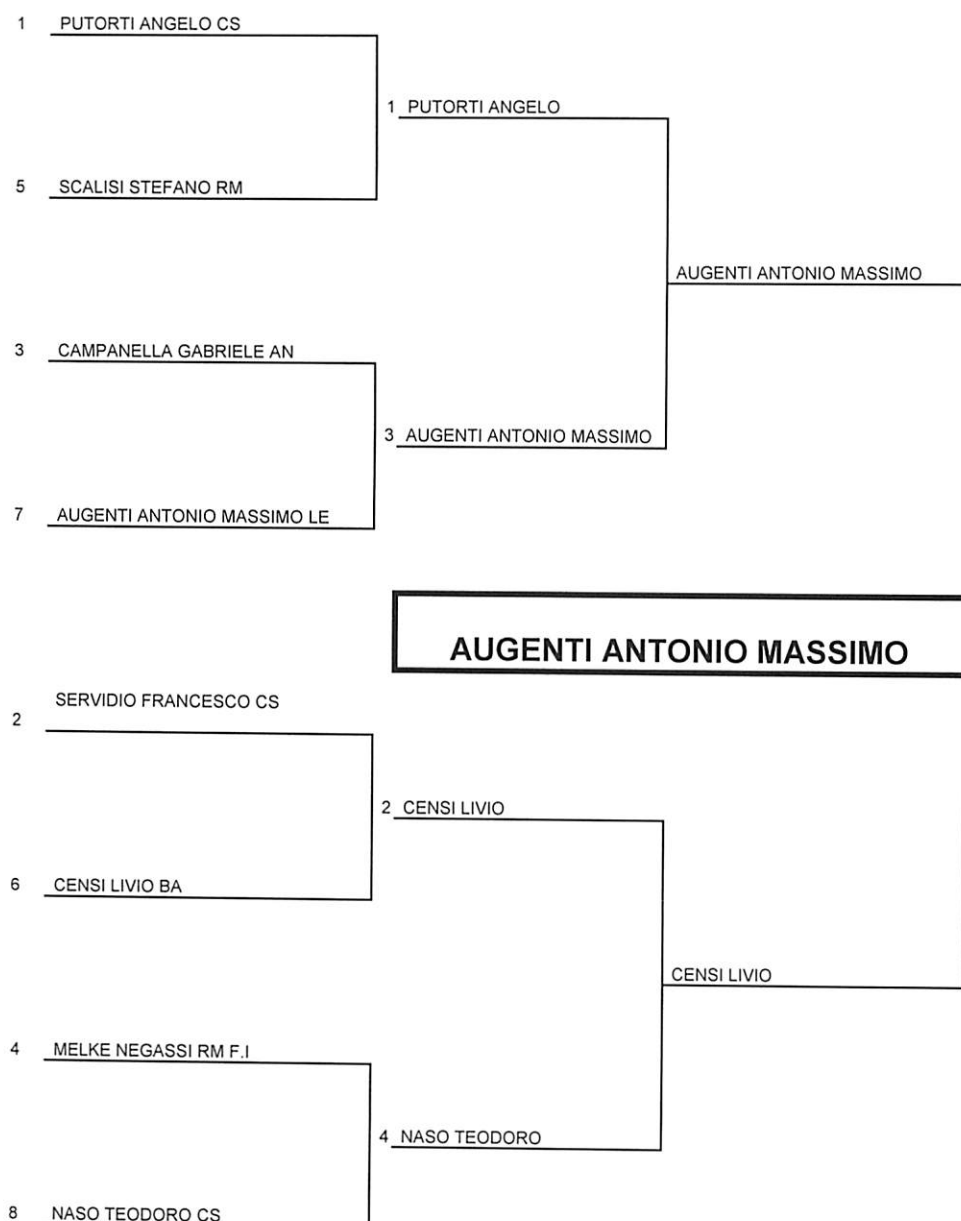 1 PUTORTI ANGELO CS
1 PUTORTI ANGELO
5 SCALISI STEFANO RM
AUGENTI ANTONIO MASSIMO
3 CAMPANELLA GABRIELE AN
3 AUGENTI ANTONIO MASSIMO
7 AUGENTI ANTONIO MASSIMO LE
AUGENTI ANTONIO MASSIMO
2 SERVIDIO FRANCESCO CS
2 CENSI LIVIO
6 CENSI LIVIO BA
CENSI LIVIO
4 MELKE NEGASSI RM F.I
4 NASO TEODORO
8 NASO TEODORO CS